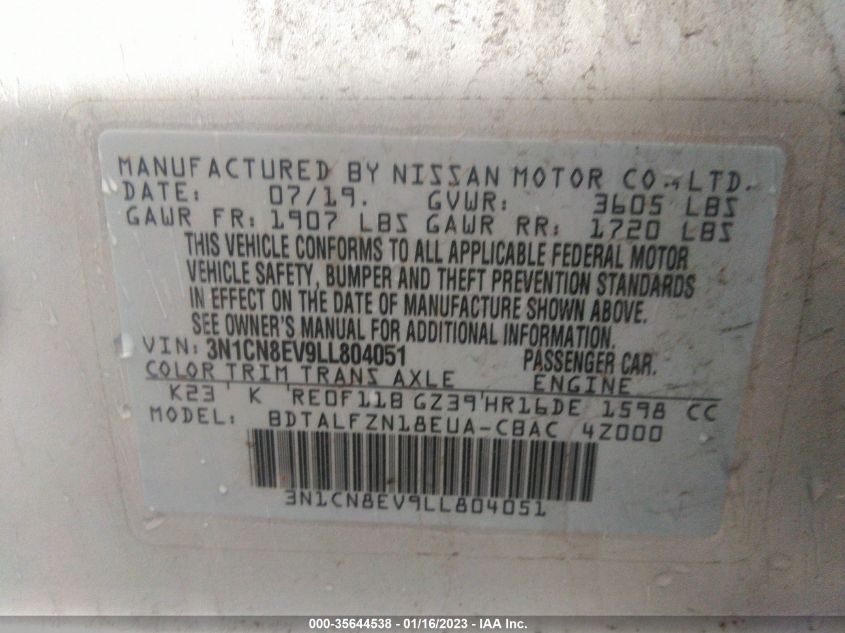 MANUFACTURED BY NISSAN MOTOR CO., LTD.
DATE: 07/19. GVWR: 3605 LBS
GAWR FR: 1907 LBS GAWR RR: 1720 LBS
THIS VEHICLE CONFORMS TO ALL APPLICABLE FEDERAL MOTOR
VEHICLE SAFETY, BUMPER AND THEFT PREVENTION STANDARDS
IN EFFECT ON THE DATE OF MANUFACTURE SHOWN ABOVE.
SEE OWNER'S MANUAL FOR ADDITIONAL INFORMATION.
VIN: 3N1CN8EV9LL804051 PASSENGER CAR.
COLOR TRIM TRANS AXLE ENGINE
K23 ' K 'RE0F11B GZ39'HR16DE 1598 CC
MODEL: BDTALFZN18EUA-CBAC 4Z000
3N1CN8EV9LL804051
000-35644538 - 01/16/2023 - IAA Inc.